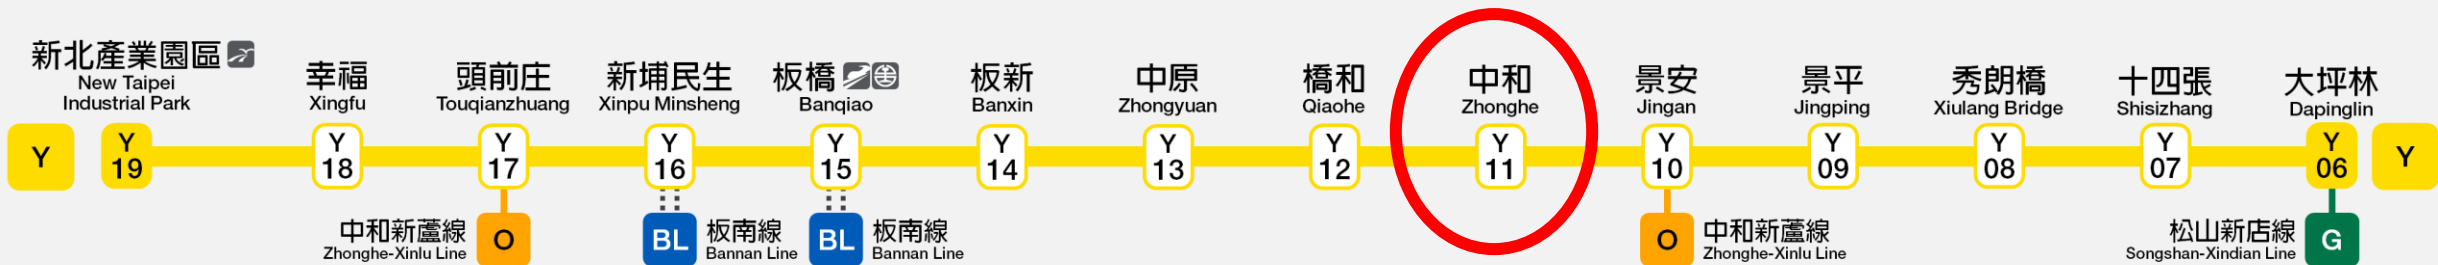 新北產業園區
New Taipei
Industrial Park
幸福
Xingfu
頭前庄
Touqianzhuang
新埔民生
Xinpu Minsheng
板橋
Banqiao
板新
Banxin
中原
Zhongyuan
橋和
Qiaohe
中和
Zhonghe
景安
Jingan
景平
Jingping
秀朗橋
Xiulang Bridge
十四張
Shisizhang
大坪林
Dapinglin
Y
Y
19
Y
18
Y
17
Y
16
Y
15
Y
14
Y
13
Y
12
Y
11
Y
10
Y
09
Y
08
Y
07
Y
06
Y
中和新蘆線
Zhonghe-Xinlu Line
O
BL
板南線
Bannan Line
BL
板南線
Bannan Line
O
中和新蘆線
Zhonghe-Xinlu Line
松山新店線
Songshan-Xindian Line
G